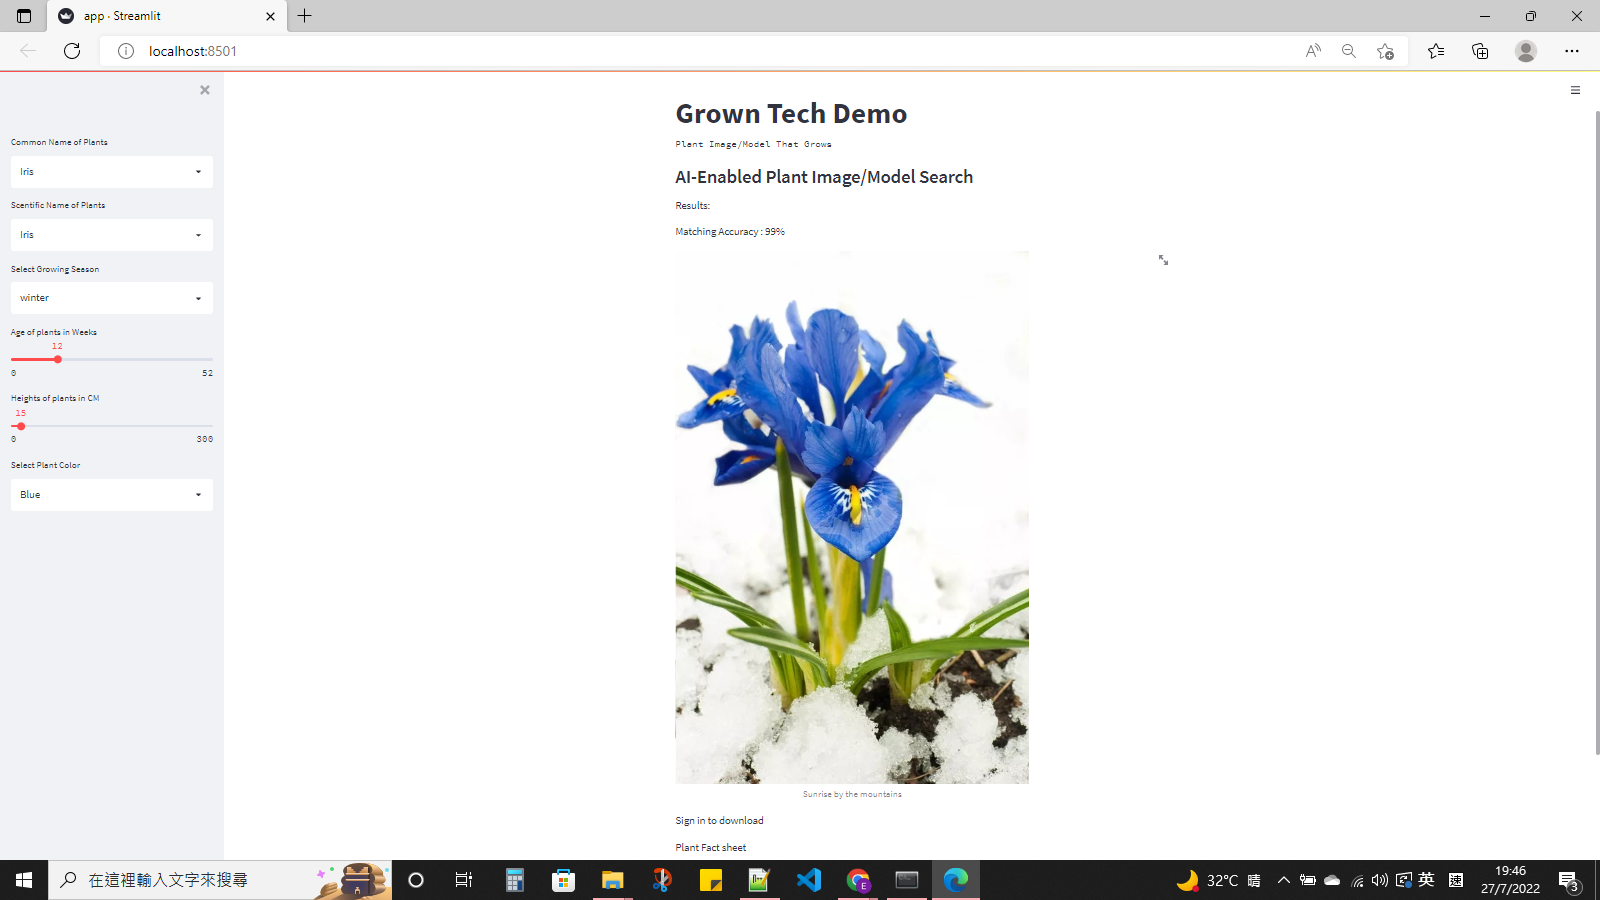 app · Streamlit
localhost:8501
Common Name of Plants
Iris
Scentific Name of Plants
Iris
Select Growing Season
winter
Age of plants in Weeks
12
0 52
Heights of plants in CM
15
0 300
Select Plant Color
Blue
Grown Tech Demo
Plant Image/Model That Grows
AI-Enabled Plant Image/Model Search
Results:
Matching Accuracy : 99%
Sunrise by the mountains
Sign in to download
Plant Fact sheet
在這裡輸入文字來搜尋
E
32°C 晴
英
速
19:46
27/7/2022
3